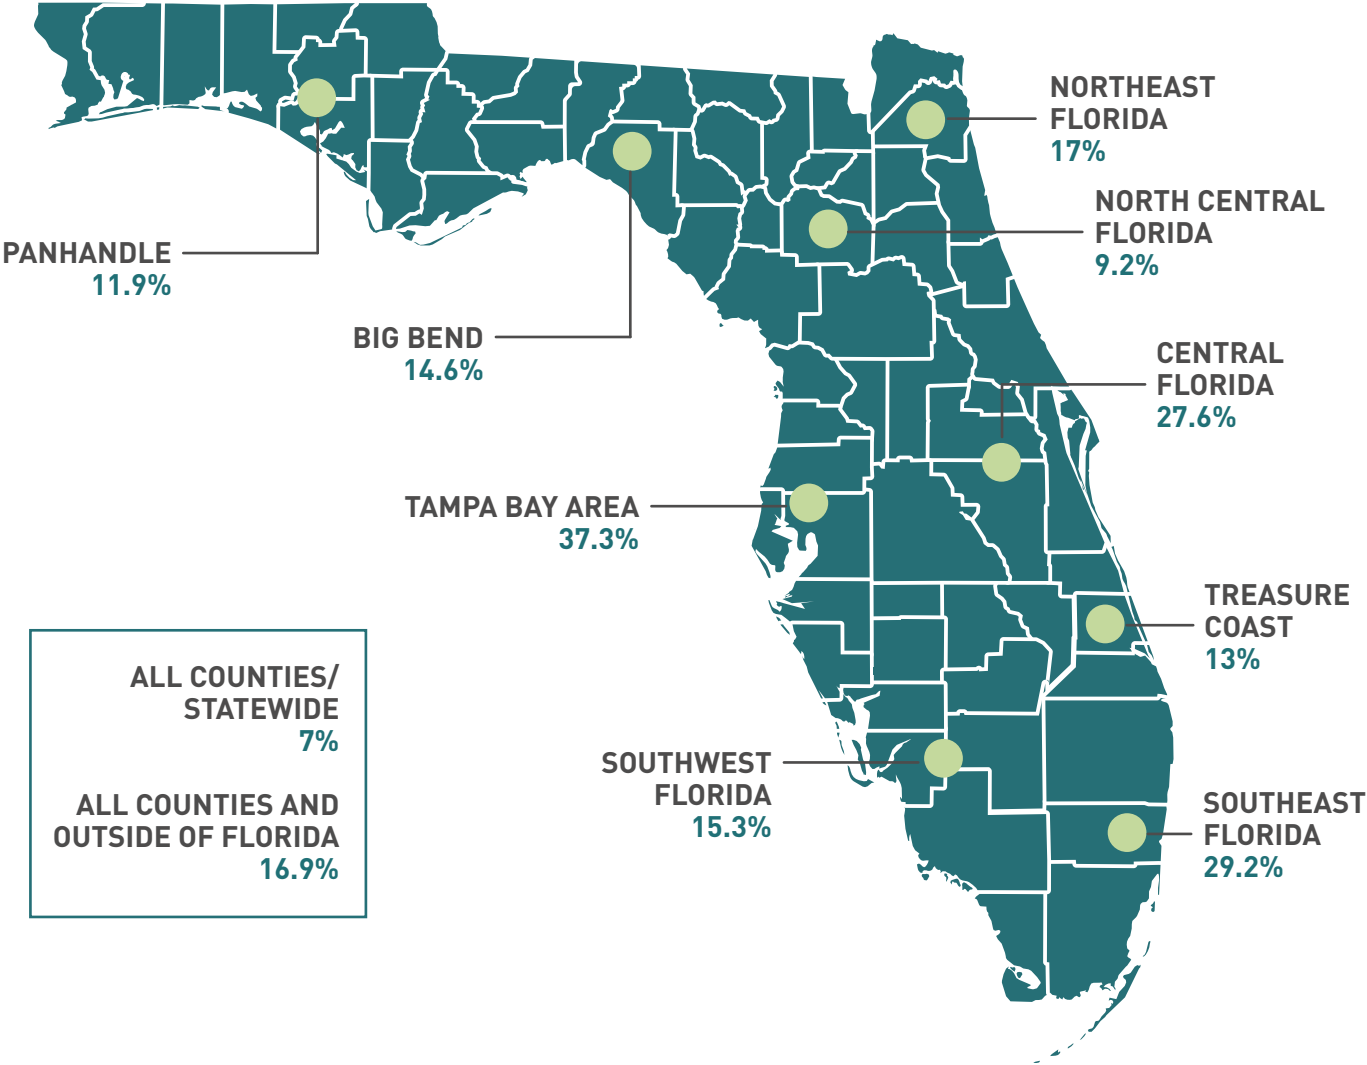 NORTHEAST
FLORIDA
17%
NORTH CENTRAL
FLORIDA
9.2%
PANHANDLE
11.9%
BIG BEND
14.6%
CENTRAL
FLORIDA
27.6%
TAMPA BAY AREA
37.3%
TREASURE
COAST
13%
ALL COUNTIES/
STATEWIDE
7%
ALL COUNTIES AND
OUTSIDE OF FLORIDA
16.9%
SOUTHWEST
FLORIDA
15.3%
SOUTHEAST
FLORIDA
29.2%